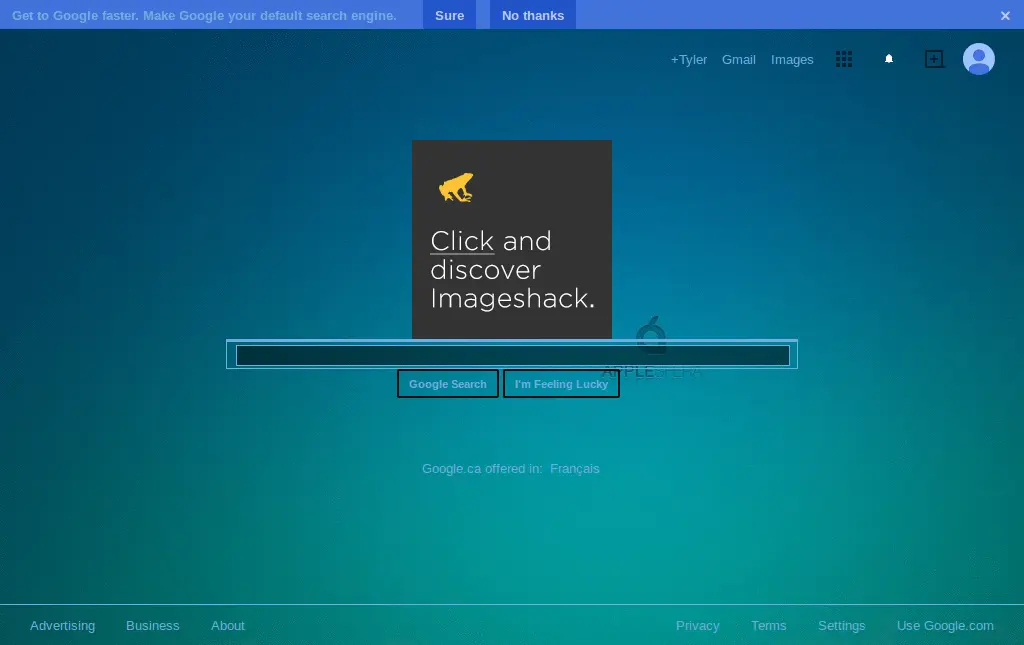 Get to Google faster. Make Google your default search engine. Sure No thanks ×
+Tyler Gmail Images
Click and
discover
Imageshack.
Google Search I'm Feeling Lucky
Google.ca offered in: Français
Advertising Business About Privacy Terms Settings Use Google.com